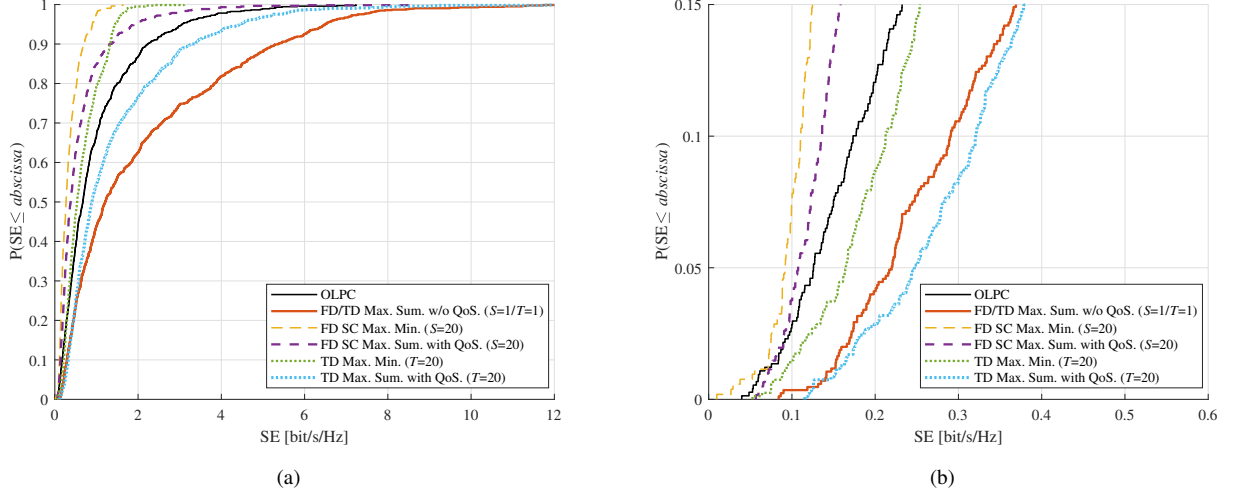 1
0.9
0.8
0.7
0.6
0.5
0.4
0.3
0.2
0.1
0
P(SE≤ abscissa)
OLPC
FD/TD Max. Sum. w/o QoS. (S=1/T=1)
FD SC Max. Min. (S=20)
FD SC Max. Sum. with QoS. (S=20)
TD Max. Min. (T=20)
TD Max. Sum. with QoS. (T=20)
0 2 4 6 8 10 12
SE [bit/s/Hz]
(a)
0.15
0.1
0.05
0
P(SE≤ abscissa)
OLPC
FD/TD Max. Sum. w/o QoS. (S=1/T=1)
FD SC Max. Min. (S=20)
FD SC Max. Sum. with QoS. (S=20)
TD Max. Min. (T=20)
TD Max. Sum. with QoS. (T=20)
0 0.1 0.2 0.3 0.4 0.5 0.6
SE [bit/s/Hz]
(b)